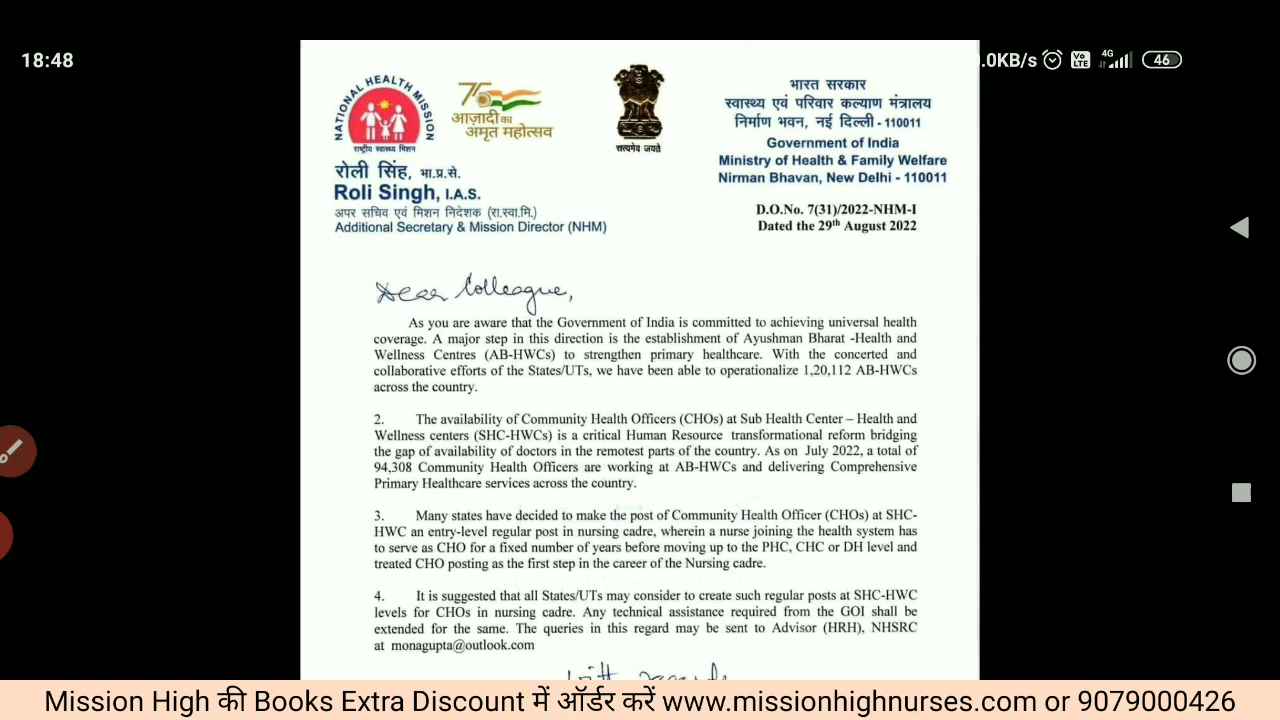 18:48
.0KB/s
Vo
LTE
4G
46
NATIONAL HEALTH MISSION
राष्ट्रीय स्वास्थ्य मिशन
75
आज़ादी का
अमृत महोत्सव
सत्यमेव जयते
भारत सरकार
स्वास्थ्य एवं परिवार कल्याण मंत्रालय
निर्माण भवन, नई दिल्ली - 110011
Government of India
Ministry of Health & Family Welfare
Nirman Bhavan, New Delhi - 110011
रोली सिंह, भा.प्र.से.
Roli Singh, I.A.S.
अपर सचिव एवं मिशन निदेशक (रा.स्वा.मि.)
Additional Secretary & Mission Director (NHM)
D.O.No. 7(31)/2022-NHM-I
Dated the 29th August 2022
Dear Colleague,
As you are aware that the Government of India is committed to achieving universal health
coverage. A major step in this direction is the establishment of Ayushman Bharat -Health and
Wellness Centres (AB-HWCs) to strengthen primary healthcare. With the concerted and
collaborative efforts of the States/UTs, we have been able to operationalize 1,20,112 AB-HWCs
across the country.
2. The availability of Community Health Officers (CHOs) at Sub Health Center – Health and
Wellness centers (SHC-HWCs) is a critical Human Resource transformational reform bridging
the gap of availability of doctors in the remotest parts of the country. As on July 2022, a total of
94,308 Community Health Officers are working at AB-HWCs and delivering Comprehensive
Primary Healthcare services across the country.
3. Many states have decided to make the post of Community Health Officer (CHOs) at SHC-
HWC an entry-level regular post in nursing cadre, wherein a nurse joining the health system has
to serve as CHO for a fixed number of years before moving up to the PHC, CHC or DH level and
treated CHO posting as the first step in the career of the Nursing cadre.
4. It is suggested that all States/UTs may consider to create such regular posts at SHC-HWC
levels for CHOs in nursing cadre. Any technical assistance required from the GOI shall be
extended for the same. The queries in this regard may be sent to Advisor (HRH), NHSRC
at monagupta@outlook.com
Mission High की Books Extra Discount में ऑर्डर करें www.missionhighnurses.com or 9079000426